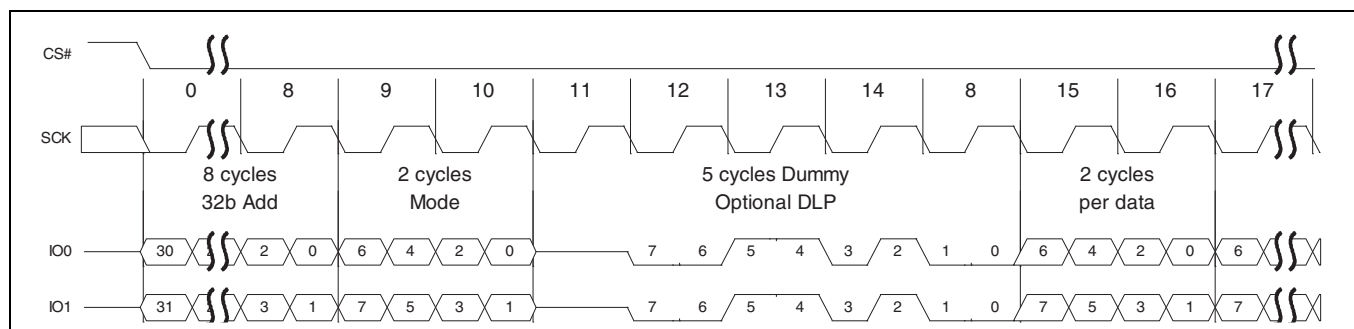 CS#
0 8 9 10 11 12 13 14 8 15 16 17
SCK
8 cycles 2 cycles 5 cycles Dummy 2 cycles
32b Add Mode Optional DLP per data
IO0 30 2 0 6 4 2 0 7 6 5 4 3 2 1 0 6 4 2 0 6
IO1 31 3 1 7 5 3 1 7 6 5 4 3 2 1 0 7 5 3 1 7